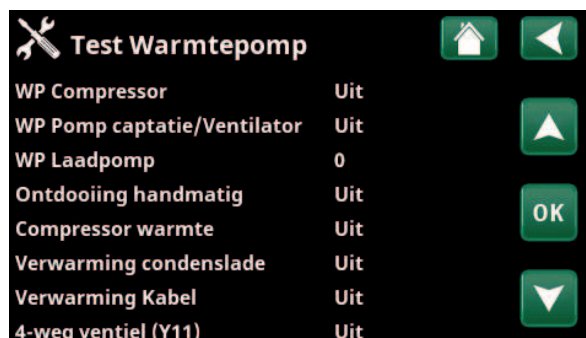 Test Warmtepomp
WP Compressor Uit
WP Pomp captatie/Ventilator Uit
WP Laadpomp 0
Ontdooiing handmatig Uit
OK
Compressor warmte Uit
Verwarming condenslade Uit
Verwarming Kabel Uit
4-weg ventiel (Y11) Uit